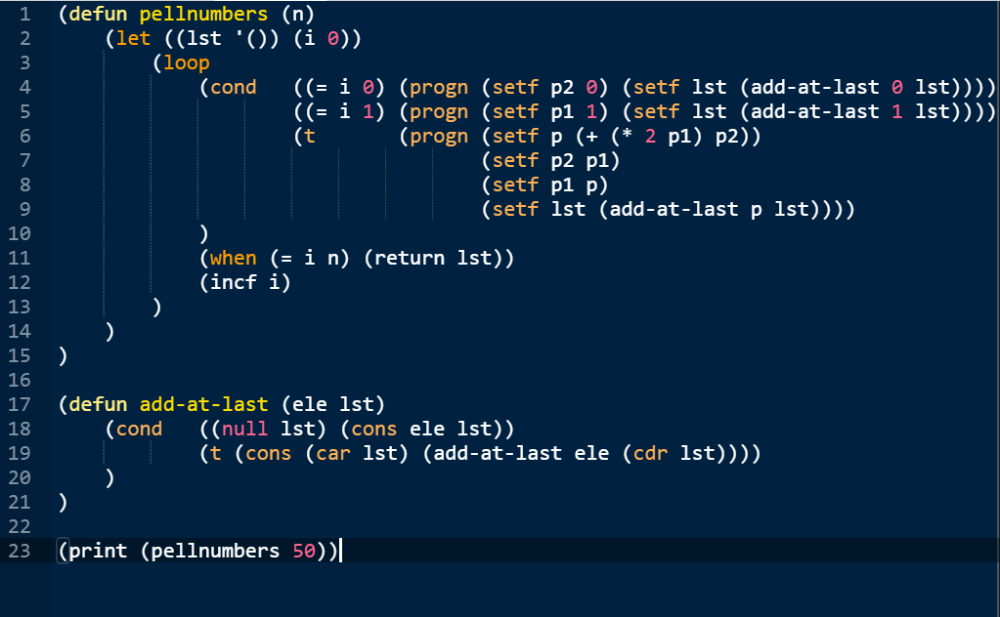 1 (defun pellnumbers (n)
2 (let ((lst '()) (i 0))
3 (loop
4 (cond ((= i 0) (progn (setf p2 0) (setf lst (add-at-last 0 lst))))
5 ((= i 1) (progn (setf p1 1) (setf lst (add-at-last 1 lst))))
6 (t (progn (setf p (+ (* 2 p1) p2))
7 (setf p2 p1)
8 (setf p1 p)
9 (setf lst (add-at-last p lst))))
10 )
11 (when (= i n) (return lst))
12 (incf i)
13 )
14 )
15 )
16
17 (defun add-at-last (ele lst)
18 (cond ((null lst) (cons ele lst))
19 (t (cons (car lst) (add-at-last ele (cdr lst))))
20 )
21 )
22
23 (print (pellnumbers 50))